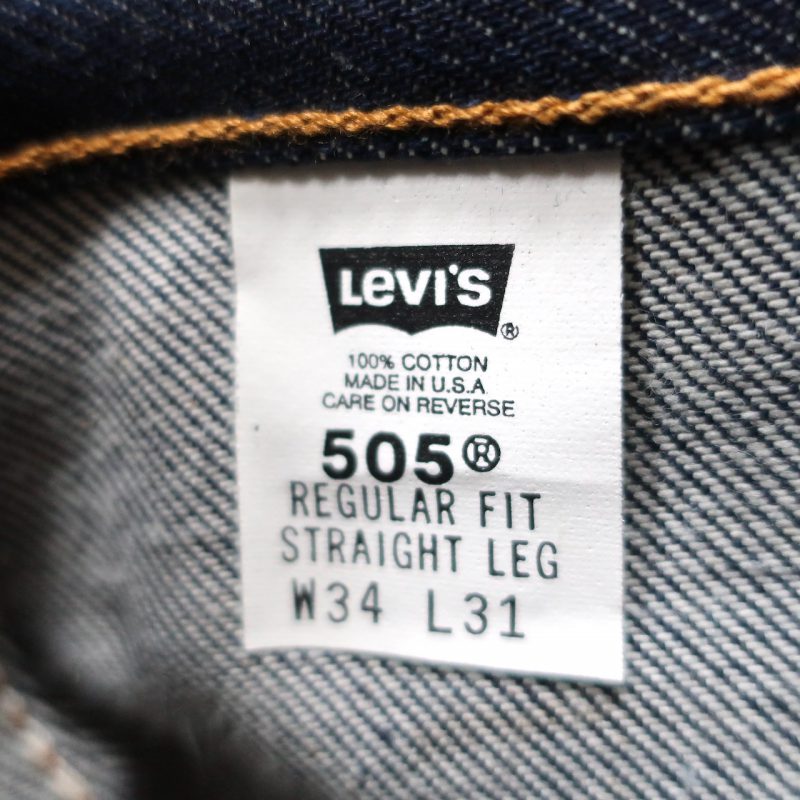 LEVI'S®
100% COTTON
MADE IN U.S.A
CARE ON REVERSE
505®
REGULAR FIT
STRAIGHT LEG
W34 L31